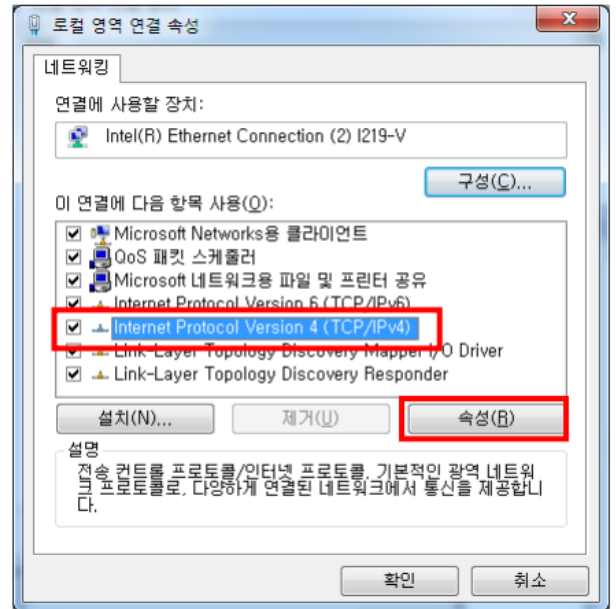 로컬 영역 연결 속성
네트워킹
연결에 사용할 장치:
Intel(R) Ethernet Connection (2) I219-V
구성(C)...
이 연결에 다음 항목 사용(O):
Microsoft Networks용 클라이언트
QoS 패킷 스케줄러
Microsoft 네트워크용 파일 및 프린터 공유
Internet Protocol Version 6 (TCP/IPv6)
Internet Protocol Version 4 (TCP/IPv4)
Link-Layer Topology Discovery Mapper I/O Driver
Link-Layer Topology Discovery Responder
설치(N)... 제거(U) 속성(R)
설명
전송 컨트롤 프로토콜/인터넷 프로토콜. 기본적인 광역 네트워
크 프로토콜로, 다양하게 연결된 네트워크에서 통신을 제공합니
다.
확인 취소